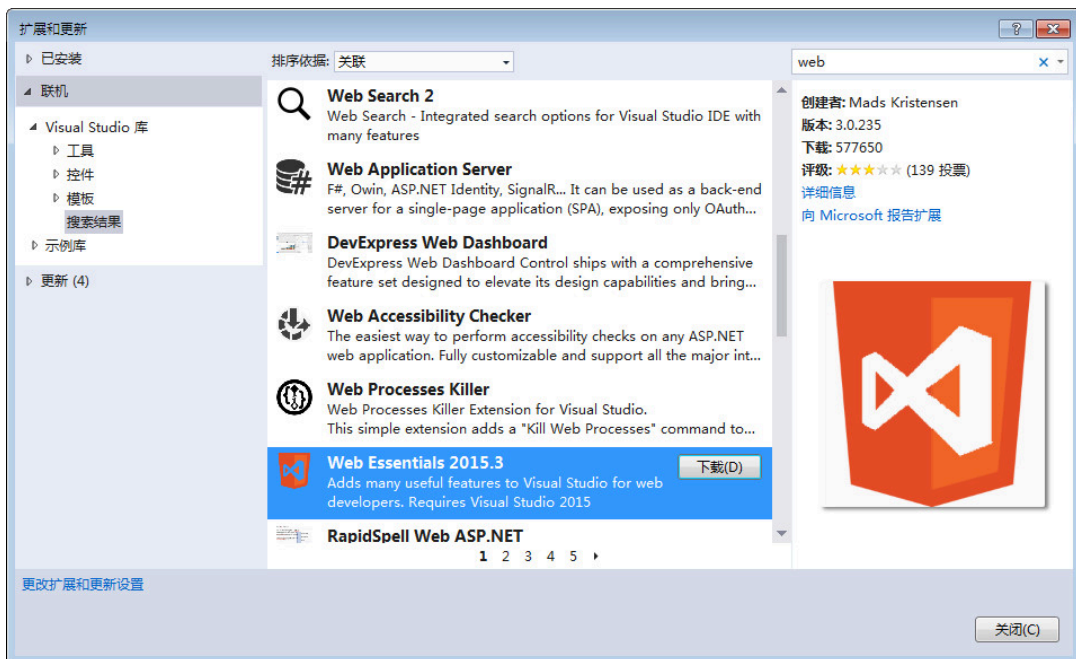 扩展和更新
已安装
联机
Visual Studio 库
工具
控件
模板
搜索结果
示例库
更新 (4)
排序依据: 关联
Web Search 2
Web Search - Integrated search options for Visual Studio IDE with
many features
Web Application Server
F#, Owin, ASP.NET Identity, SignalR... It can be used as a back-end
server for a single-page application (SPA), exposing only OAuth...
DevExpress Web Dashboard
DevExpress Web Dashboard Control ships with a comprehensive
feature set designed to elevate its design capabilities and bring...
Web Accessibility Checker
The easiest way to perform accessibility checks on any ASP.NET
web application. Fully customizable and support all the major int...
Web Processes Killer
Web Processes Killer Extension for Visual Studio.
This simple extension adds a "Kill Web Processes" command to...
Web Essentials 2015.3
下载(D)
Adds many useful features to Visual Studio for web
developers. Requires Visual Studio 2015
RapidSpell Web ASP.NET
1 2 3 4 5
web
创建者: Mads Kristensen
版本: 3.0.235
下载: 577650
评级: ★★★☆☆ (139 投票)
详细信息
向 Microsoft 报告扩展
更改扩展和更新设置
关闭(C)